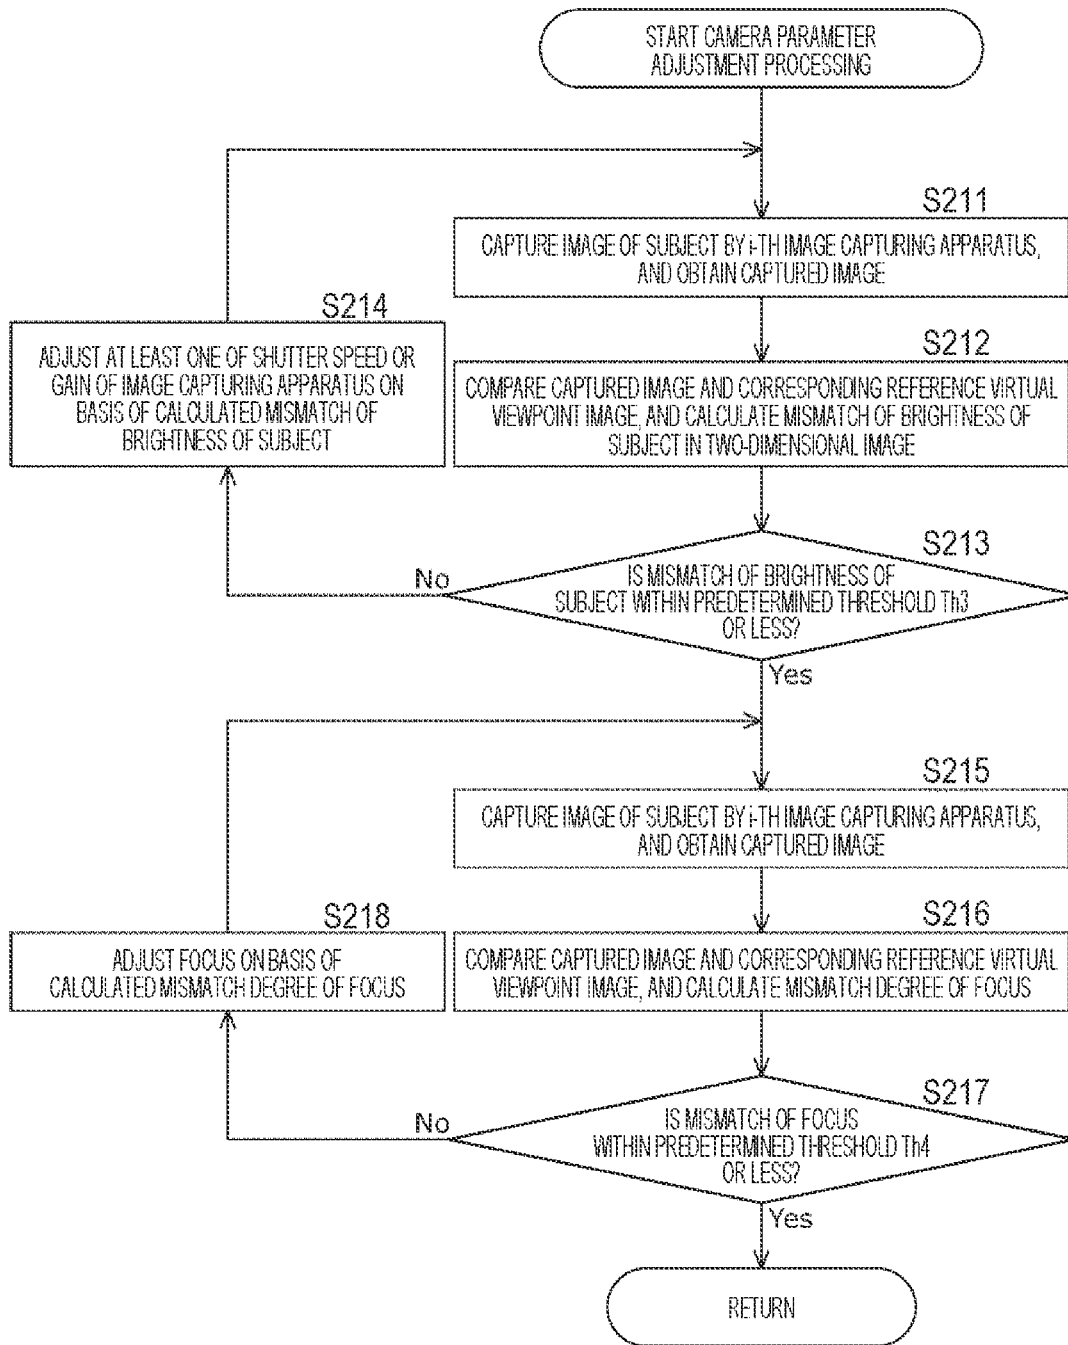 START CAMERA PARAMETER
ADJUSTMENT PROCESSING
S211
CAPTURE IMAGE OF SUBJECT BY i-TH IMAGE CAPTURING APPARATUS,
AND OBTAIN CAPTURED IMAGE
S214
ADJUST AT LEAST ONE OF SHUTTER SPEED OR
GAIN OF IMAGE CAPTURING APPARATUS ON
BASIS OF CALCULATED MISMATCH OF
BRIGHTNESS OF SUBJECT
S212
COMPARE CAPTURED IMAGE AND CORRESPONDING REFERENCE VIRTUAL
VIEWPOINT IMAGE, AND CALCULATE MISMATCH OF BRIGHTNESS OF
SUBJECT IN TWO-DIMENSIONAL IMAGE
S213
No
IS MISMATCH OF BRIGHTNESS OF
SUBJECT WITHIN PREDETERMINED THRESHOLD Th3
OR LESS?
Yes
S215
CAPTURE IMAGE OF SUBJECT BY i-TH IMAGE CAPTURING APPARATUS,
AND OBTAIN CAPTURED IMAGE
S218
ADJUST FOCUS ON BASIS OF
CALCULATED MISMATCH DEGREE OF FOCUS
S216
COMPARE CAPTURED IMAGE AND CORRESPONDING REFERENCE VIRTUAL
VIEWPOINT IMAGE, AND CALCULATE MISMATCH DEGREE OF FOCUS
S217
No
IS MISMATCH OF FOCUS
WITHIN PREDETERMINED THRESHOLD Th4
OR LESS?
Yes
RETURN